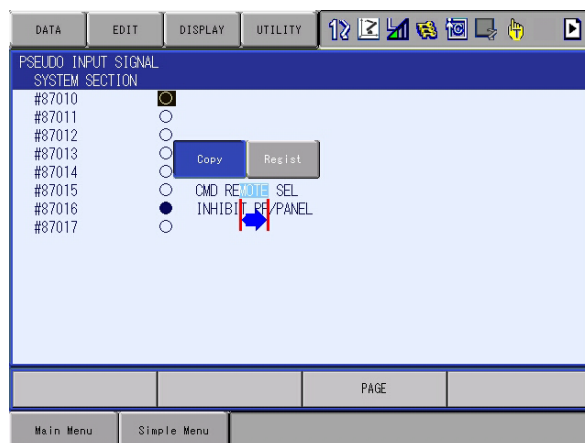 DATA EDIT DISPLAY UTILITY
PSEUDO INPUT SIGNAL
SYSTEM SECTION
#87010
#87011
#87012
#87013
#87014
Copy Regist
#87015 CMD REMOTE SEL
#87016 INHIBIT PP/PANEL
#87017
PAGE
Main Menu Simple Menu